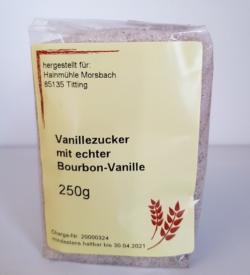 hergestellt für:
Hainmühle Morsbach
85135 Titting
Vanillezucker
mit echter
Bourbon-Vanille
250g
Charge-Nr. 20000324
mindestens haltbar bis 30.04.2021